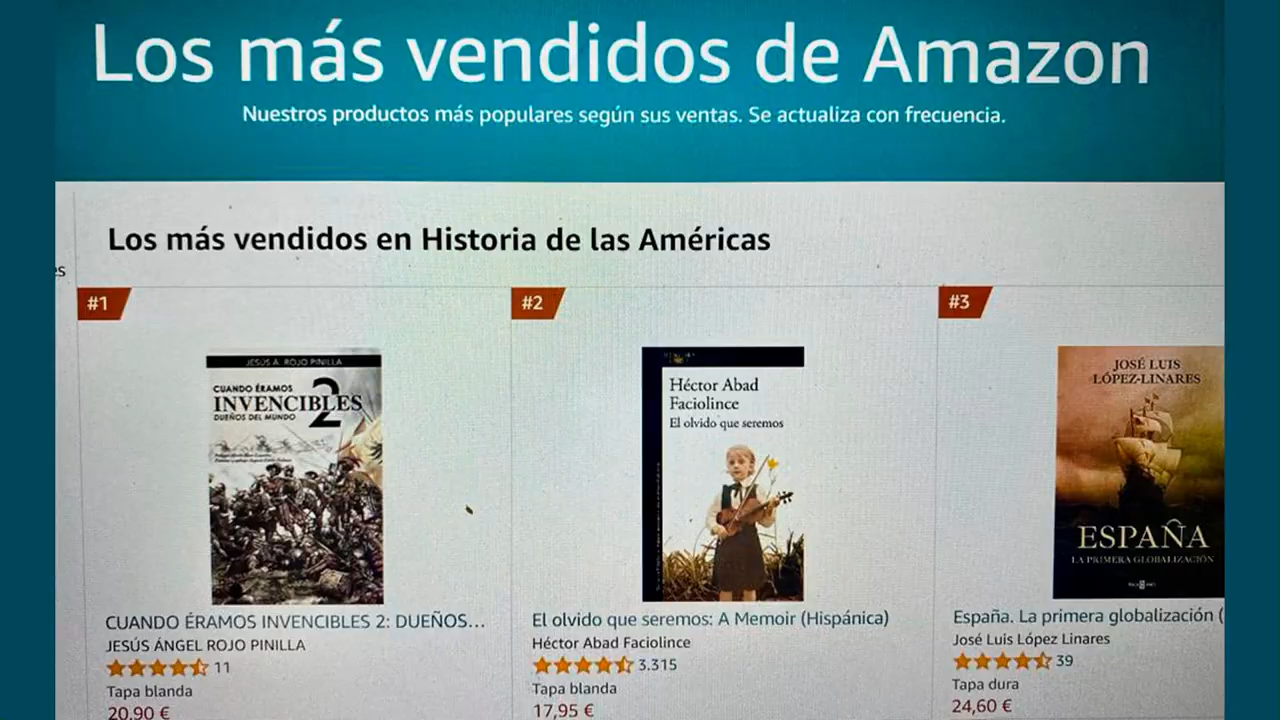 Los más vendidos de Amazon
Nuestros productos más populares según sus ventas. Se actualiza con frecuencia.
Los más vendidos en Historia de las Américas
es
#1
#2
#3
JESÚS Á. ROJO PINILLA
CUANDO ÉRAMOS
INVENCIBLES
2
DUEÑOS DEL MUNDO
Héctor Abad
Faciolince
El olvido que seremos
JOSÉ LUIS
LÓPEZ-LINARES
ESPAÑA
LA PRIMERA GLOBALIZACIÓN
CUANDO ÉRAMOS INVENCIBLES 2: DUEÑOS...
JESÚS ÁNGEL ROJO PINILLA
11
Tapa blanda
20,90 €
El olvido que seremos: A Memoir (Hispánica)
Héctor Abad Faciolince
3.315
Tapa blanda
17,95 €
España. La primera globalización (
José Luis López Linares
39
Tapa dura
24,60 €